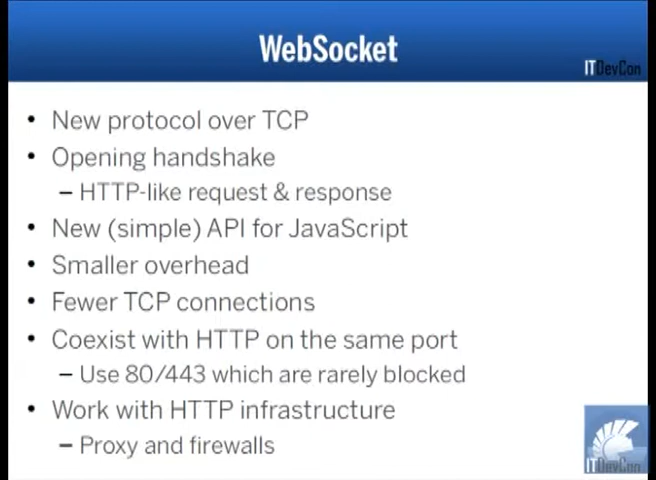 WebSocket
ITDevCon
• New protocol over TCP
• Opening handshake
– HTTP-like request & response
• New (simple) API for JavaScript
• Smaller overhead
• Fewer TCP connections
• Coexist with HTTP on the same port
– Use 80/443 which are rarely blocked
• Work with HTTP infrastructure
– Proxy and firewalls
ITDevCon